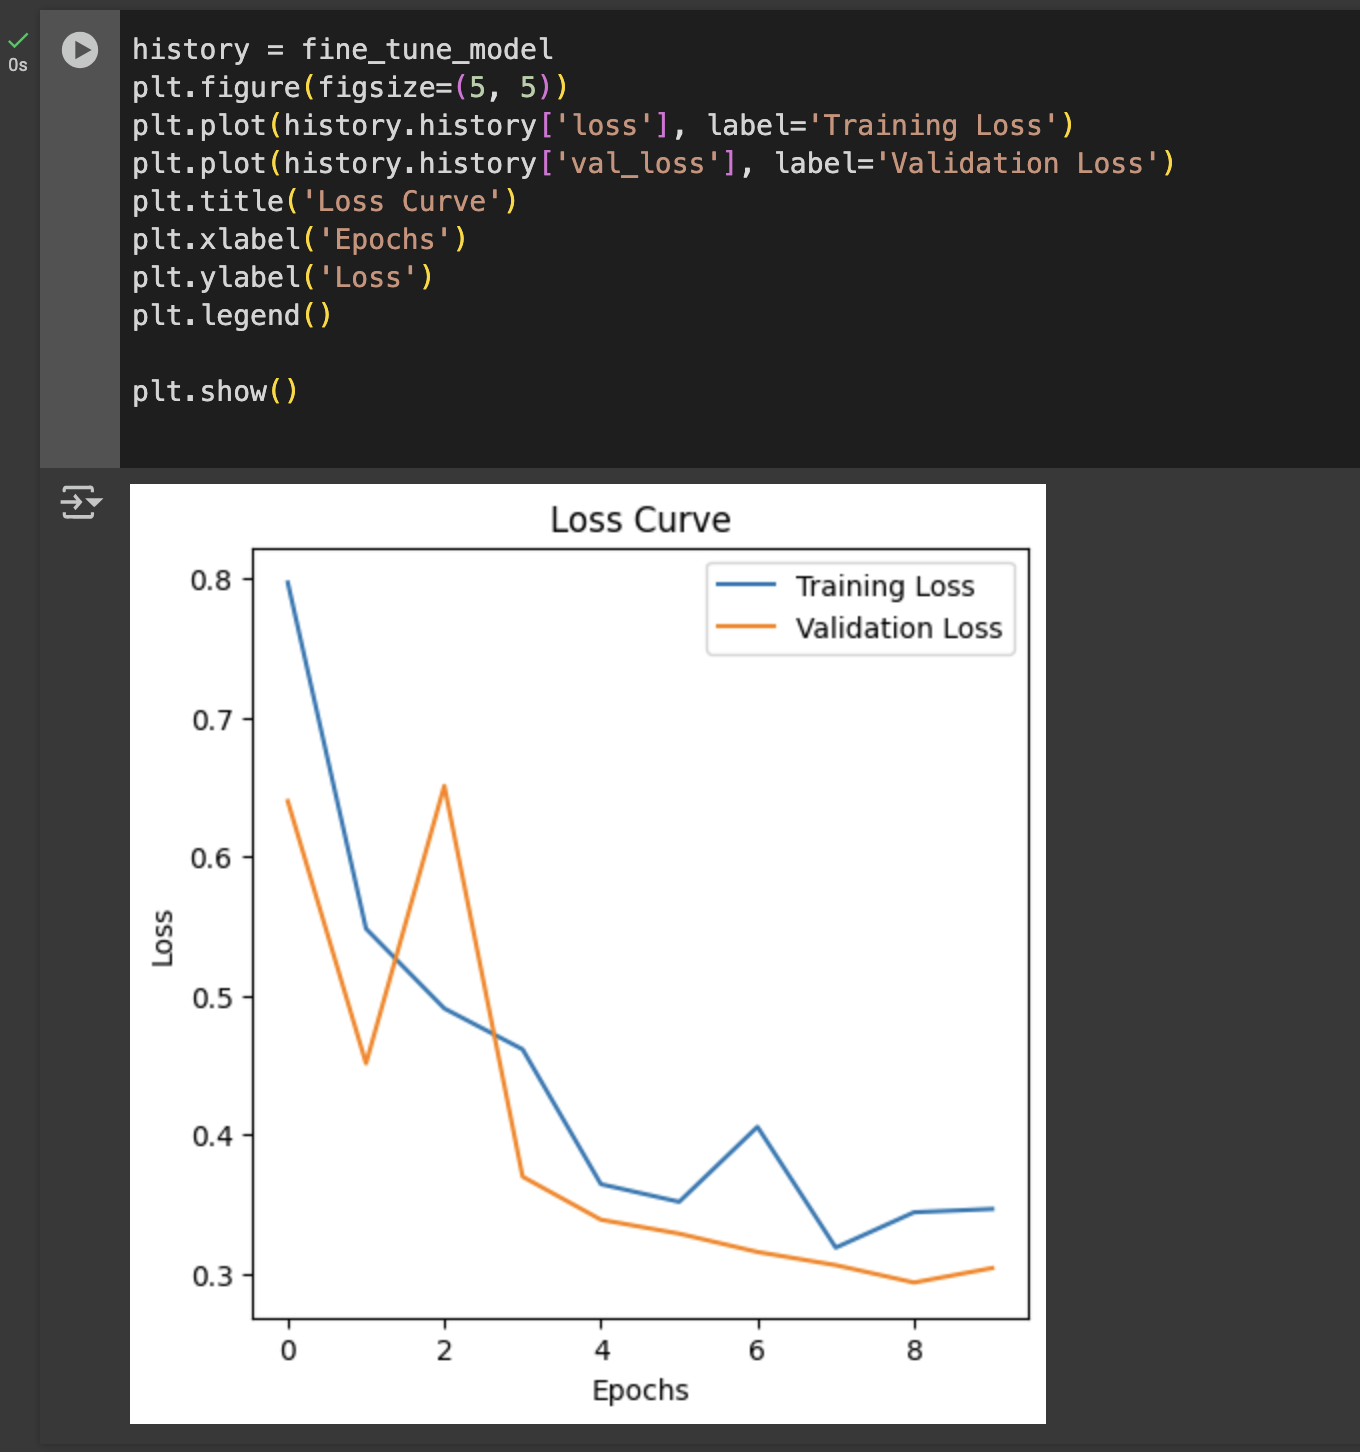 0s
history = fine_tune_model
plt.figure(figsize=(5, 5))
plt.plot(history.history['loss'], label='Training Loss')
plt.plot(history.history['val_loss'], label='Validation Loss')
plt.title('Loss Curve')
plt.xlabel('Epochs')
plt.ylabel('Loss')
plt.legend()
plt.show()
Loss Curve
Training Loss
Validation Loss
0.8
0.7
0.6
0.5
0.4
0.3
Loss
0 2 4 6 8
Epochs